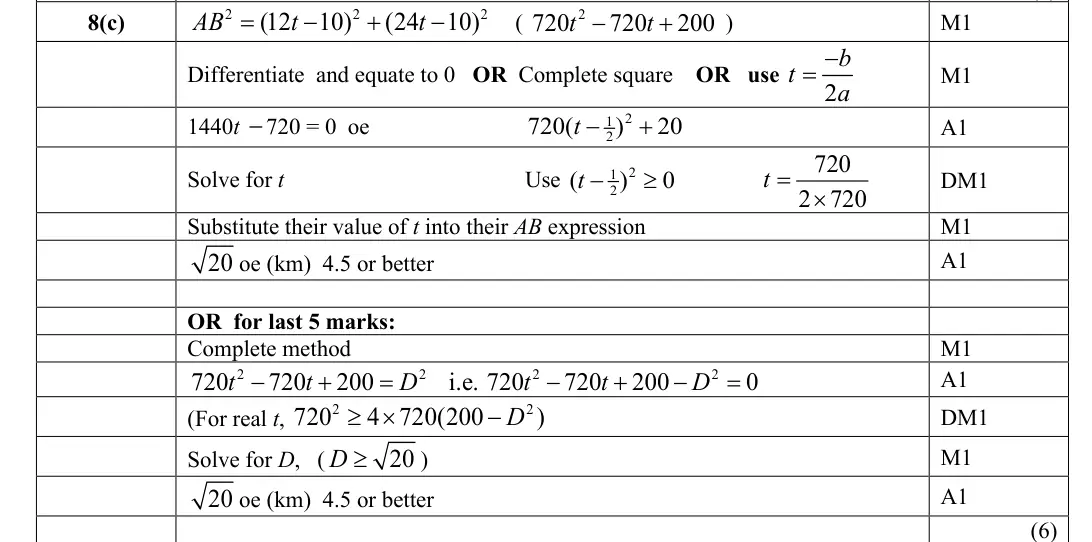 8(c) AB² = (12t − 10)² + (24t − 10)² ( 720t² − 720t + 200 ) M1
Differentiate and equate to 0 OR Complete square OR use t = −b/2a M1
1440t − 720 = 0 oe 720(t − ½)² + 20 A1
Solve for t Use (t − ½)² ≥ 0 t = 720/(2×720) DM1
Substitute their value of t into their AB expression M1
√20 oe (km) 4.5 or better A1
OR for last 5 marks:
Complete method M1
720t² − 720t + 200 = D² i.e. 720t² − 720t + 200 − D² = 0 A1
(For real t, 720² ≥ 4×720(200 − D²) DM1
Solve for D, ( D ≥ √20 ) M1
√20 oe (km) 4.5 or better A1
(6)